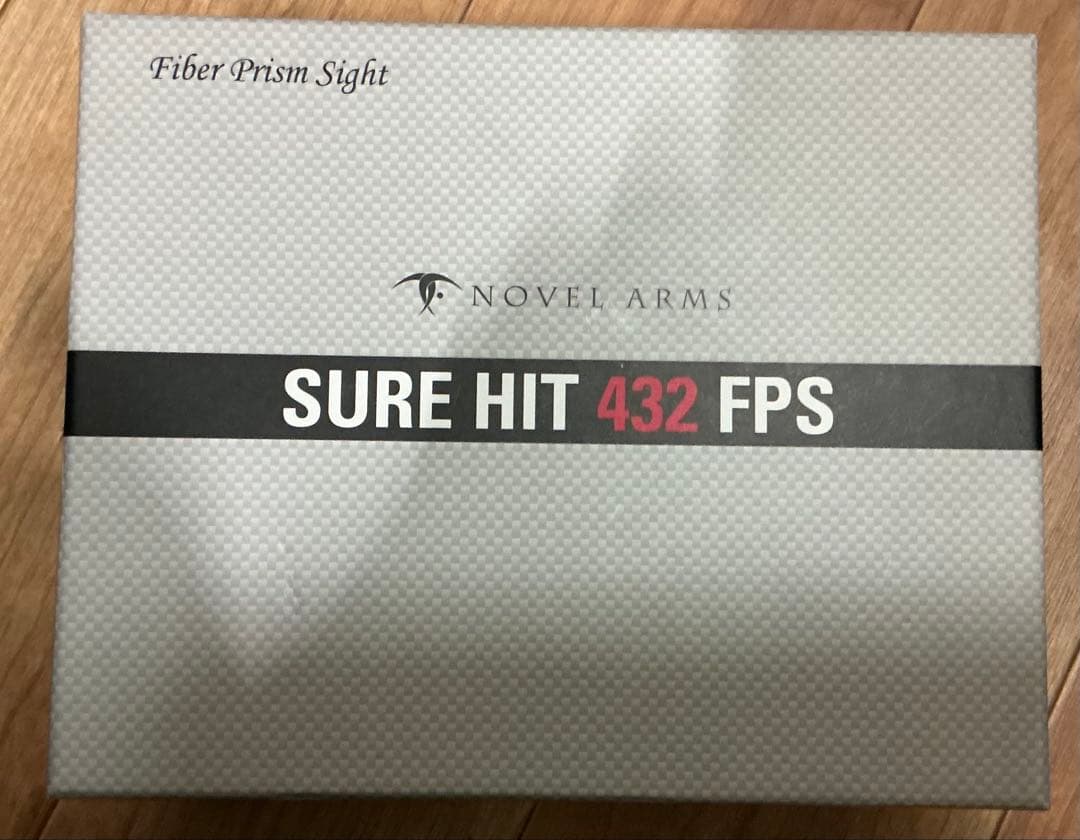 Fiber Prism Sight
NOVEL ARMS
SURE HIT 432 FPS